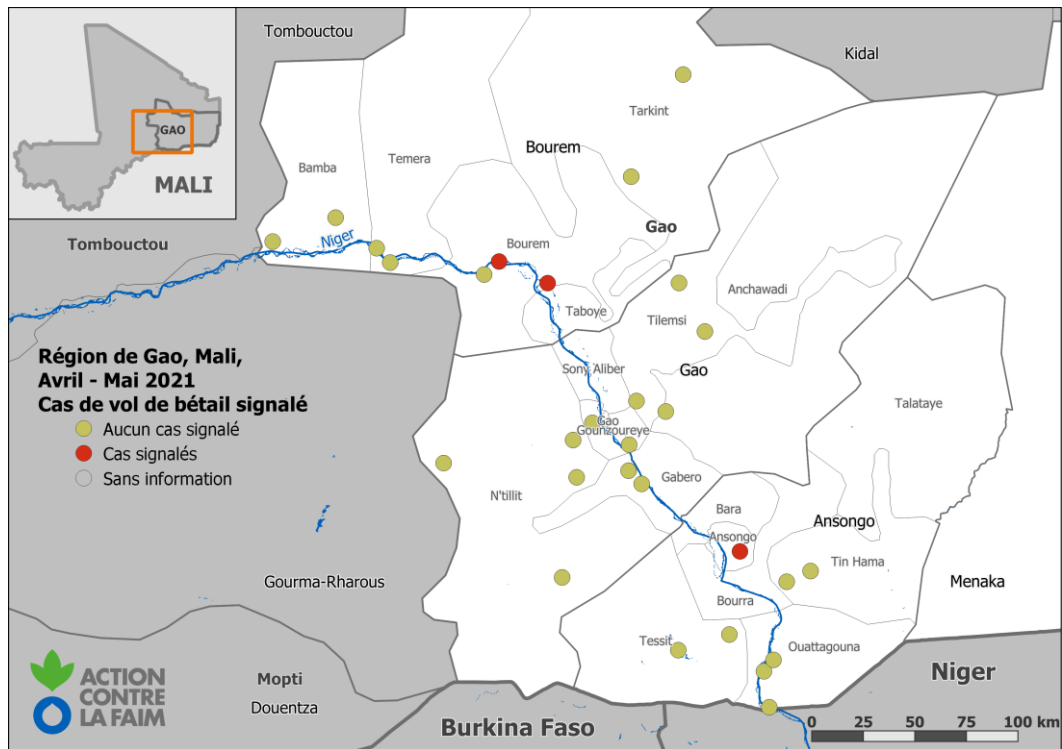 Tombouctou
Kidal
GAO
MALI
Tarkint
Bourem
Temera
Bamba
Gao
Tombouctou
Niger
Bourem
Anchawadi
Taboye
Tilemsi
Région de Gao, Mali,
Avril - Mai 2021
Cas de vol de bétail signalé
Aucun cas signalé
Cas signalés
Sans information
Sony Aliber
Gao
Talataye
Gao
Gounzoureye
Gabero
N'tillit
Bara
Ansongo
Ansongo
Tin Hama
Gourma-Rharous
Menaka
Bourra
Tessit
Ouattagouna
ACTION
CONTRE
LA FAIM
Mopti
Douentza
Niger
Burkina Faso
0 25 50 75 100 km